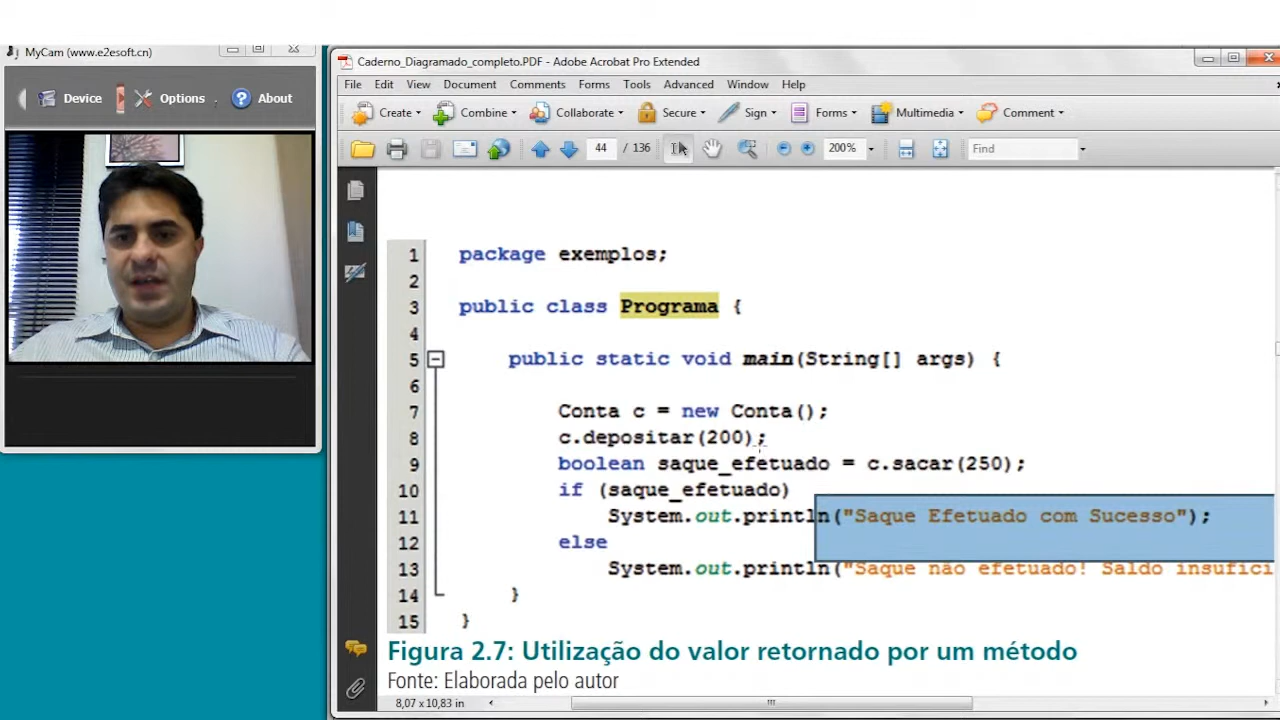 MyCam (www.e2esoft.cn)
Device Options About
Caderno_Diagramado_completo.PDF - Adobe Acrobat Pro Extended
File Edit View Document Comments Forms Tools Advanced Window Help
Create Combine Collaborate Secure Sign Forms Multimedia Comment
44 / 136 200% Find
1 package exemplos;
2
3 public class Programa {
4
5 public static void main(String[] args) {
6
7 Conta c = new Conta();
8 c.depositar(200);
9 boolean saque_efetuado = c.sacar(250);
10 if (saque_efetuado)
11 System.out.println("Saque Efetuado com Sucesso");
12 else
13 System.out.println("Saque não efetuado! Saldo insufici
14 }
15 }
Figura 2.7: Utilização do valor retornado por um método
Fonte: Elaborada pelo autor
8,07 x 10,83 in